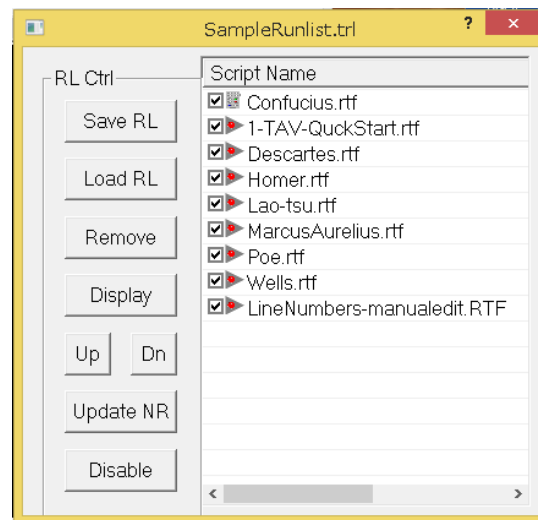 SampleRunlist.trl ? ×
RL Ctrl
Save RL
Load RL
Remove
Display
Up Dn
Update NR
Disable
Script Name
Confucius.rtf
1-TAV-QuckStart.rtf
Descartes.rtf
Homer.rtf
Lao-tsu.rtf
MarcusAurelius.rtf
Poe.rtf
Wells.rtf
LineNumbers-manualedit.RTF